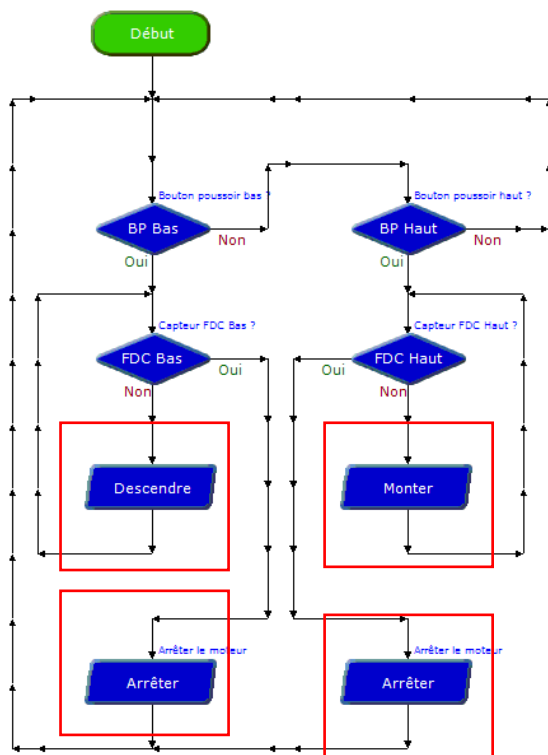 Début
Bouton poussoir bas ?
Bouton poussoir haut ?
BP Bas
Non
BP Haut
Non
Oui
Oui
Capteur FDC Bas ?
Capteur FDC Haut ?
FDC Bas
Oui
Oui
FDC Haut
Non
Non
Descendre
Monter
Arrêter le moteur
Arrêter le moteur
Arrêter
Arrêter